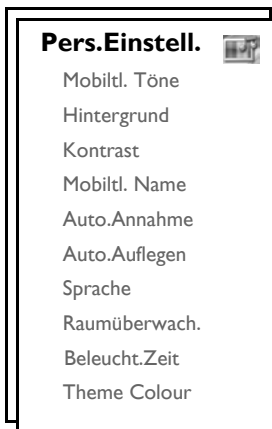 Pers.Einstell.
Mobiltl. Töne
Hintergrund
Kontrast
Mobiltl. Name
Auto.Annahme
Auto.Auflegen
Sprache
Raumüberwach.
Beleucht.Zeit
Theme Colour